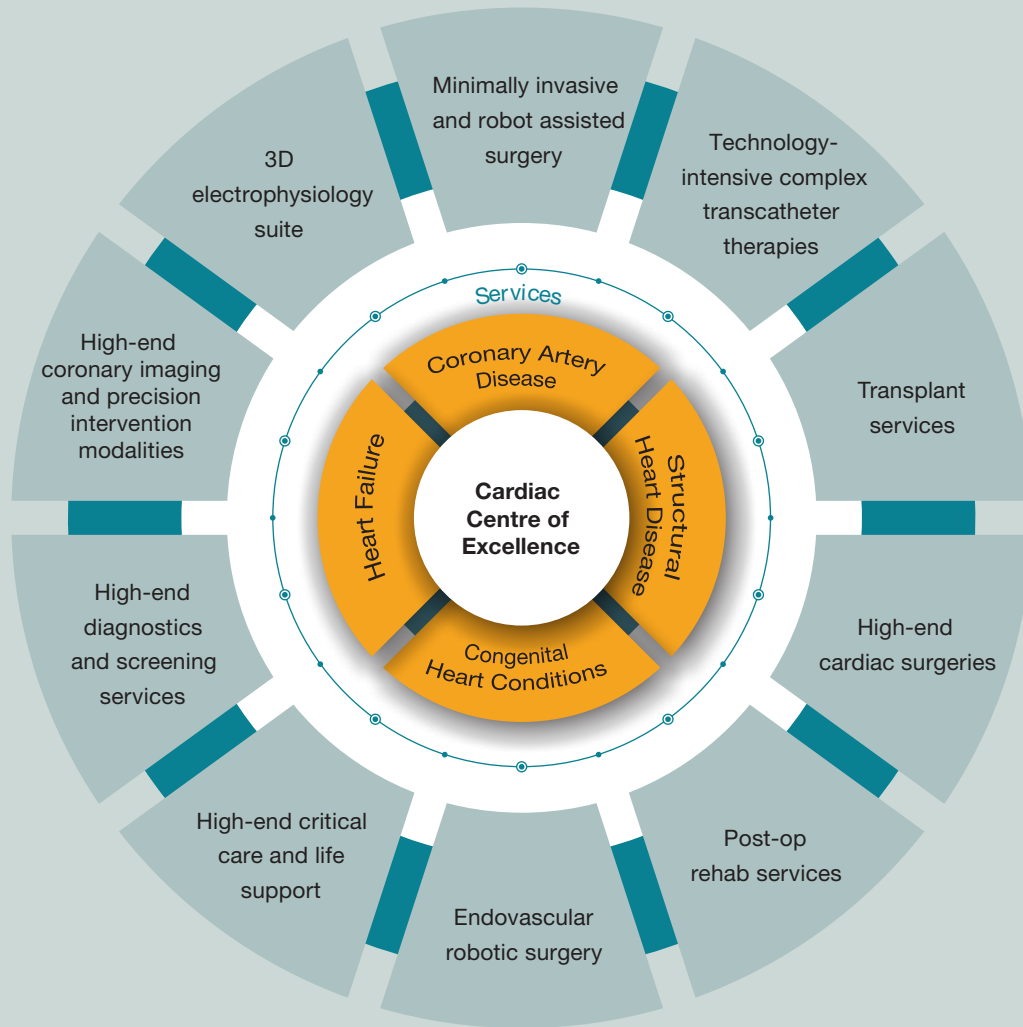 Minimally invasive
and robot assisted
surgery
Technology-
intensive complex
transcatheter
therapies
Transplant
services
High-end
cardiac surgeries
Post-op
rehab services
Endovascular
robotic surgery
High-end critical
care and life
support
High-end
diagnostics
and screening
services
High-end
coronary imaging
and precision
intervention
modalities
3D
electrophysiology
suite
Services
Coronary Artery
Disease
Structural
Heart Disease
Congenital
Heart Conditions
Heart Failure
Cardiac
Centre of
Excellence